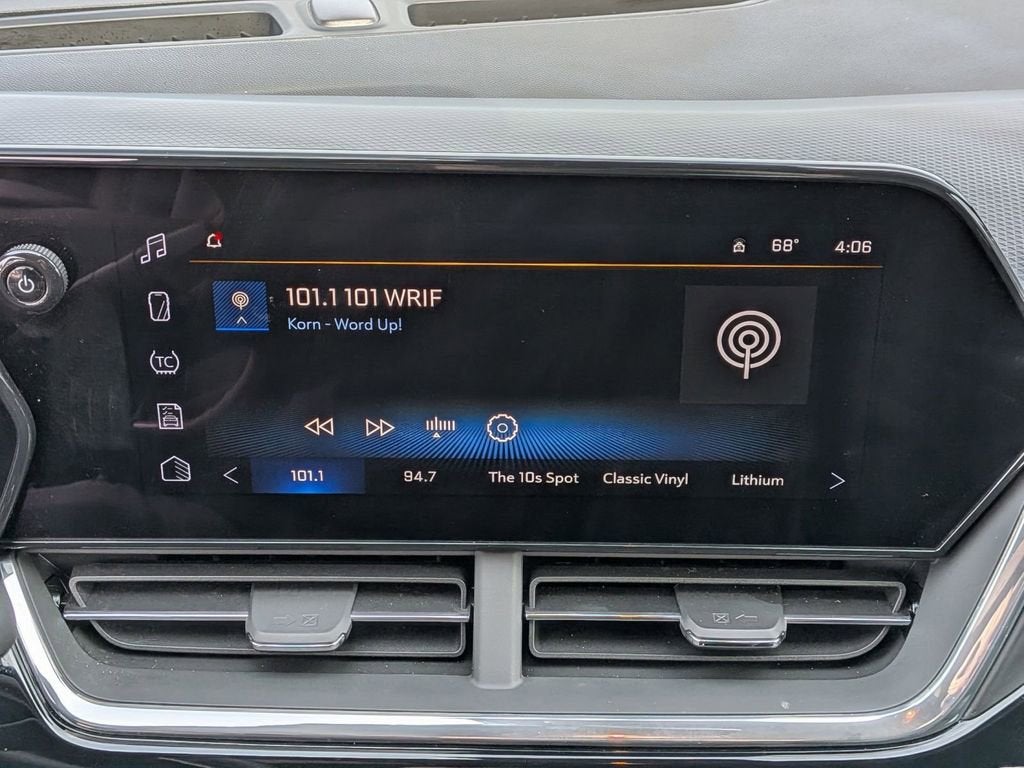 68° 4:06
101.1 101 WRIF
Korn - Word Up!
TC
101.1 94.7 The 10s Spot Classic Vinyl Lithium